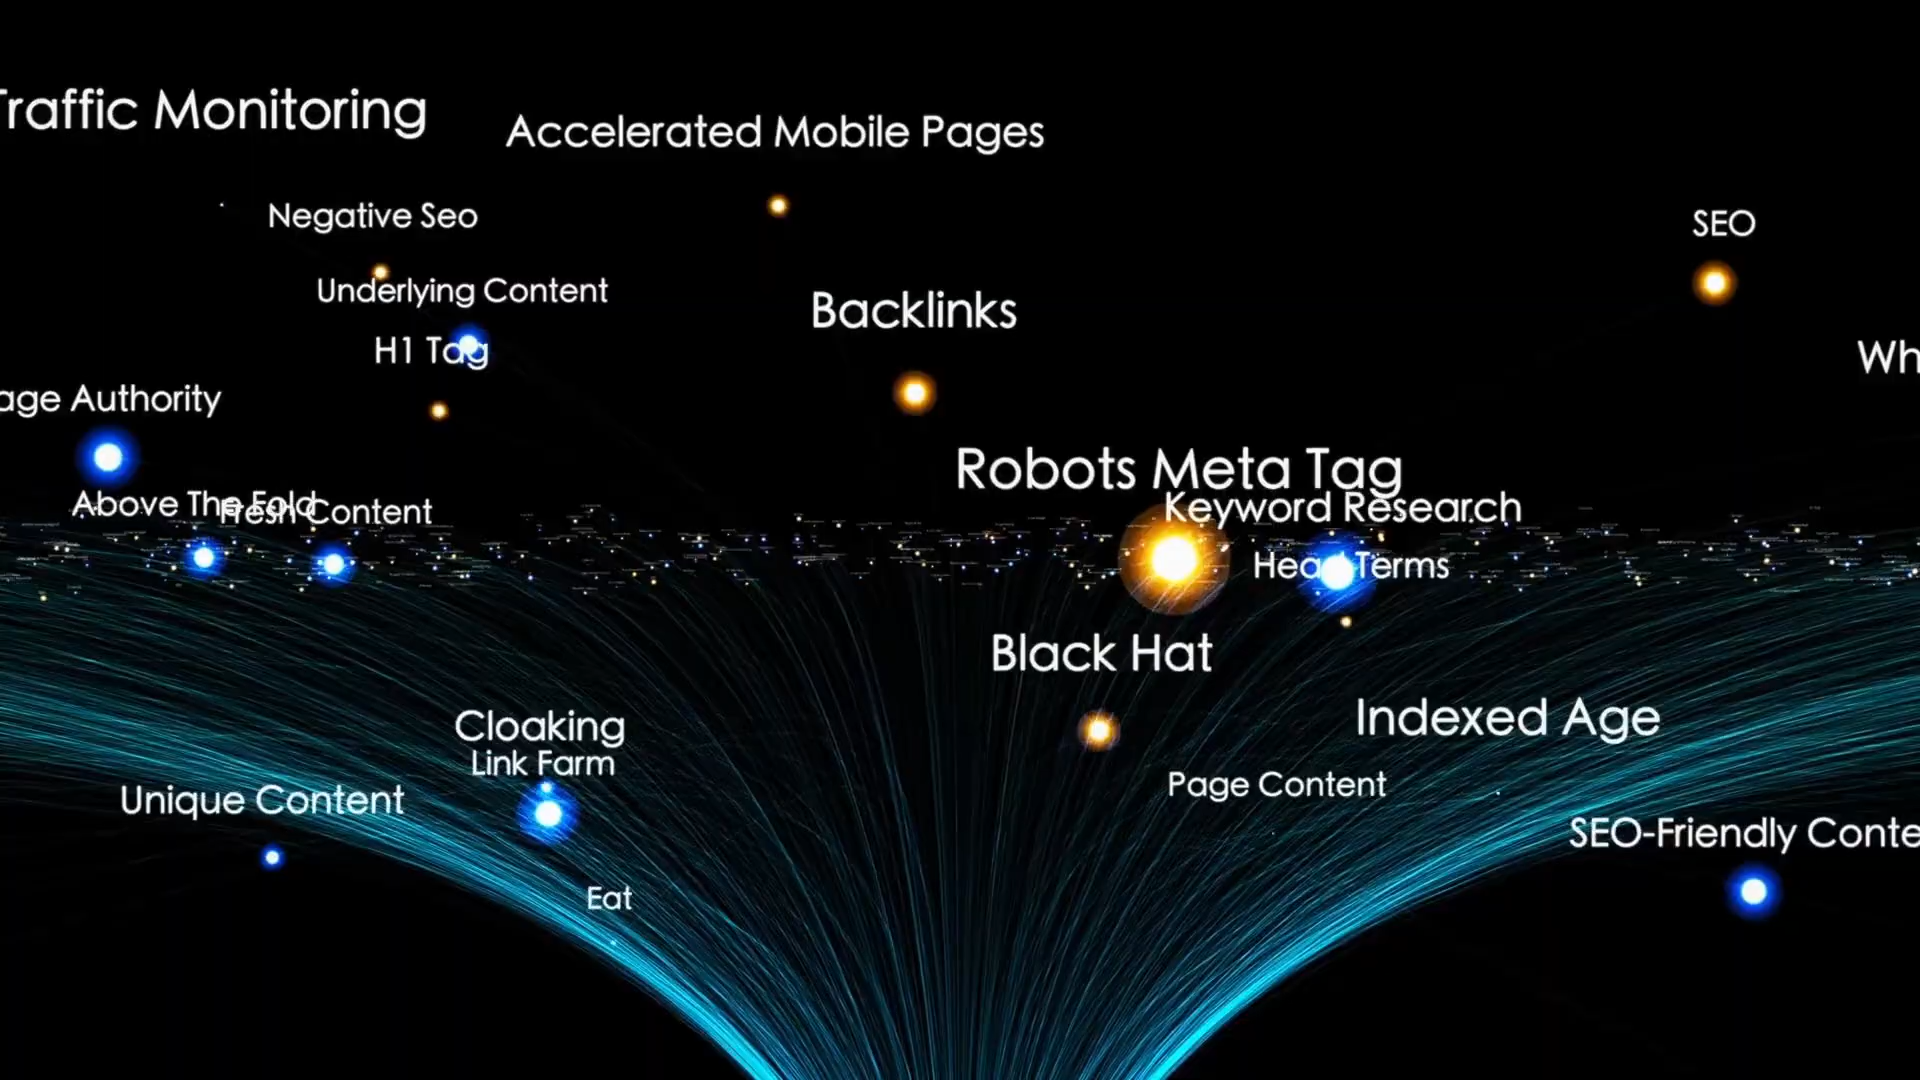 Traffic Monitoring
Accelerated Mobile Pages
Negative Seo
SEO
Underlying Content
Backlinks
H1 Tag
Wh
age Authority
Robots Meta Tag
Above The Fold
Fresh Content
Keyword Research
Head Terms
Black Hat
Indexed Age
Cloaking
Link Farm
Page Content
Unique Content
SEO-Friendly Conte
Eat